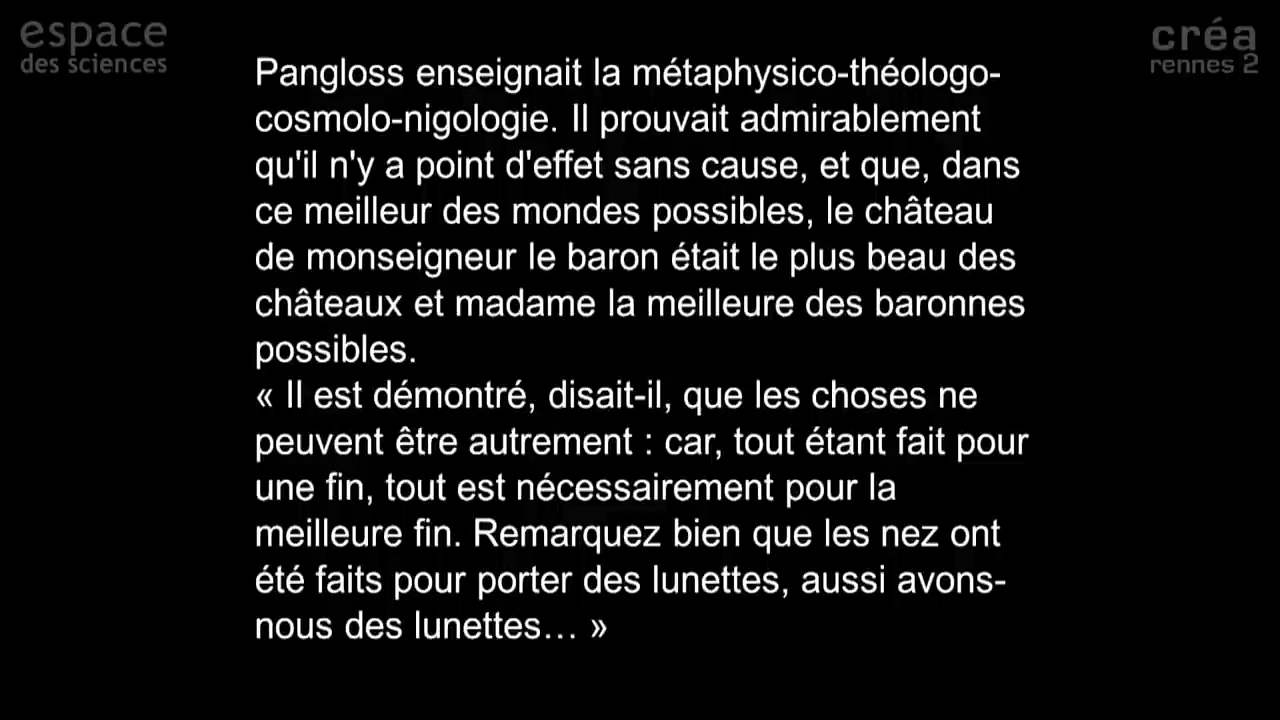 espace
des sciences
créa
rennes 2
Pangloss enseignait la métaphysico-théologo-
cosmolo-nigologie. Il prouvait admirablement
qu'il n'y a point d'effet sans cause, et que, dans
ce meilleur des mondes possibles, le château
de monseigneur le baron était le plus beau des
châteaux et madame la meilleure des baronnes
possibles.
« Il est démontré, disait-il, que les choses ne
peuvent être autrement : car, tout étant fait pour
une fin, tout est nécessairement pour la
meilleure fin. Remarquez bien que les nez ont
été faits pour porter des lunettes, aussi avons-
nous des lunettes… »